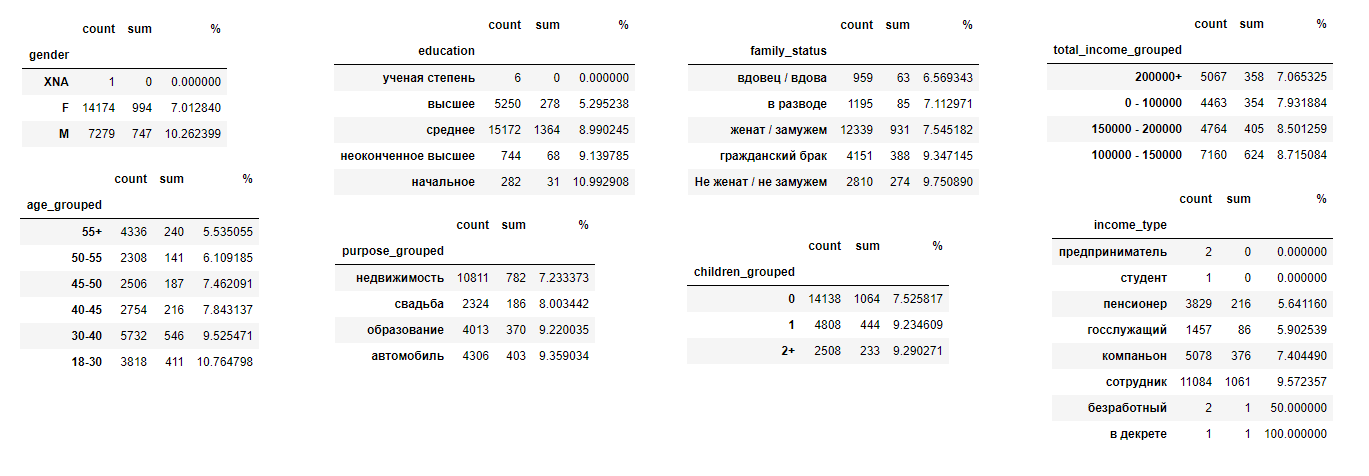 count sum %
gender
XNA 1 0 0.000000
F 14174 994 7.012840
M 7279 747 10.262399
count sum %
age_grouped
55+ 4336 240 5.535055
50-55 2308 141 6.109185
45-50 2506 187 7.462091
40-45 2754 216 7.843137
30-40 5732 546 9.525471
18-30 3818 411 10.764798
count sum %
education
ученая степень 6 0 0.000000
высшее 5250 278 5.295238
среднее 15172 1364 8.990245
неоконченное высшее 744 68 9.139785
начальное 282 31 10.992908
count sum %
purpose_grouped
недвижимость 10811 782 7.233373
свадьба 2324 186 8.003442
образование 4013 370 9.220035
автомобиль 4306 403 9.359034
count sum %
family_status
вдовец / вдова 959 63 6.569343
в разводе 1195 85 7.112971
женат / замужем 12339 931 7.545182
гражданский брак 4151 388 9.347145
Не женат / не замужем 2810 274 9.750890
count sum %
children_grouped
0 14138 1064 7.525817
1 4808 444 9.234609
2+ 2508 233 9.290271
count sum %
total_income_grouped
200000+ 5067 358 7.065325
0 - 100000 4463 354 7.931884
150000 - 200000 4764 405 8.501259
100000 - 150000 7160 624 8.715084
count sum %
income_type
предприниматель 2 0 0.000000
студент 1 0 0.000000
пенсионер 3829 216 5.641160
госслужащий 1457 86 5.902539
компаньон 5078 376 7.404490
сотрудник 11084 1061 9.572357
безработный 2 1 50.000000
в декрете 1 1 100.000000